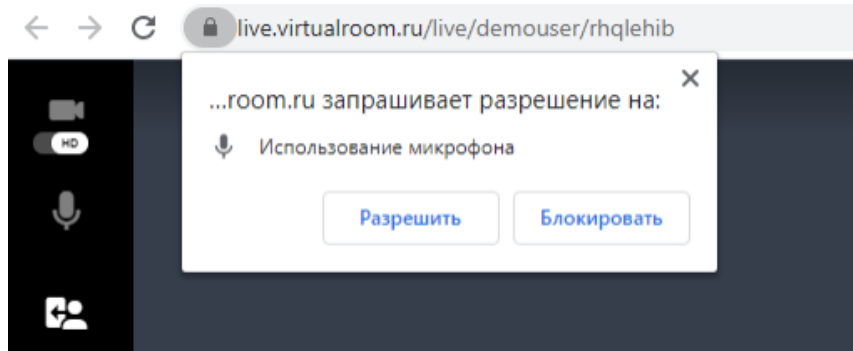 live.virtualroom.ru/live/demouser/rhqlehib
...room.ru запрашивает разрешение на:
HD
Использование микрофона
Разрешить
Блокировать